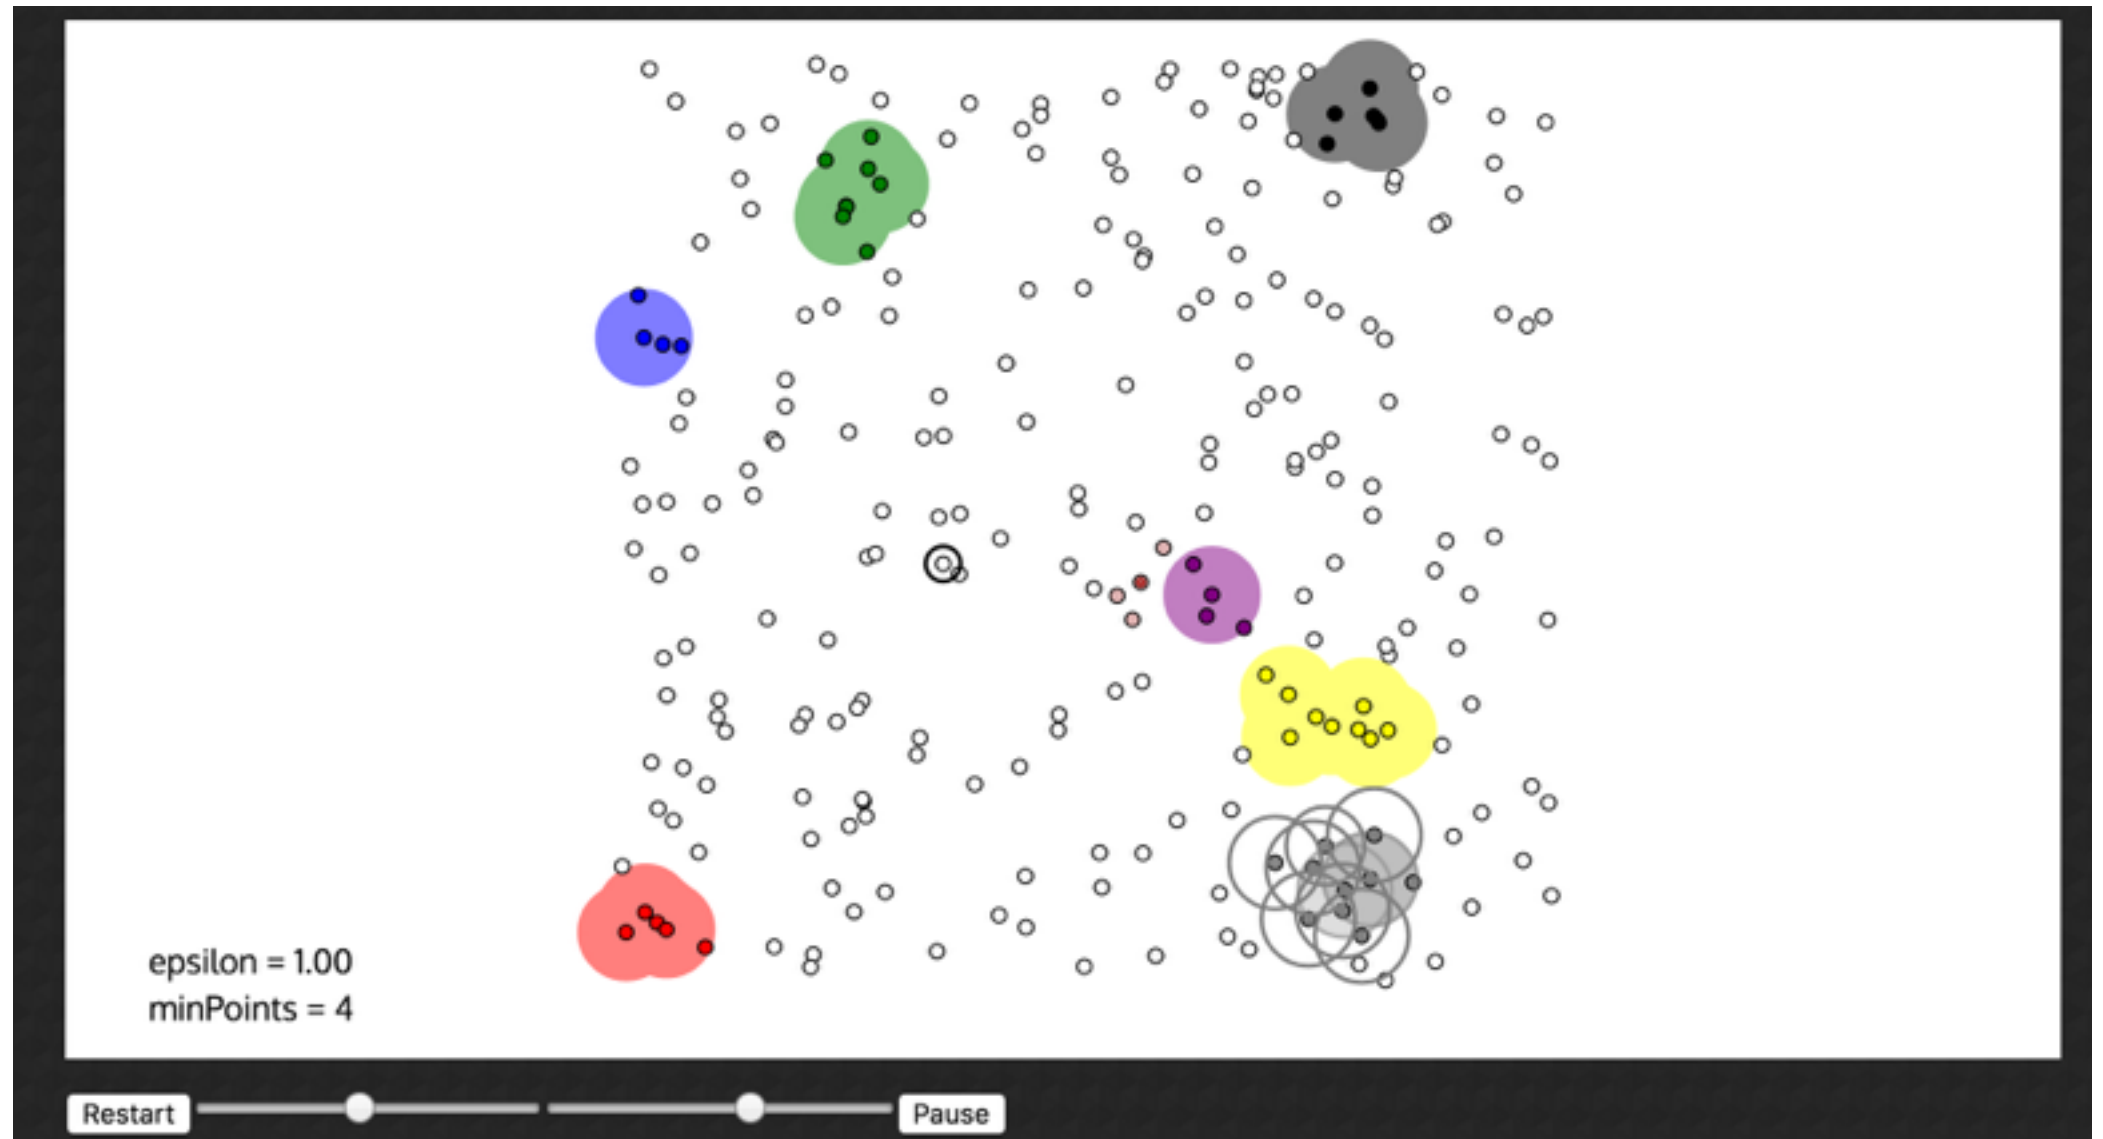 epsilon = 1.00
minPoints = 4
Restart
Pause